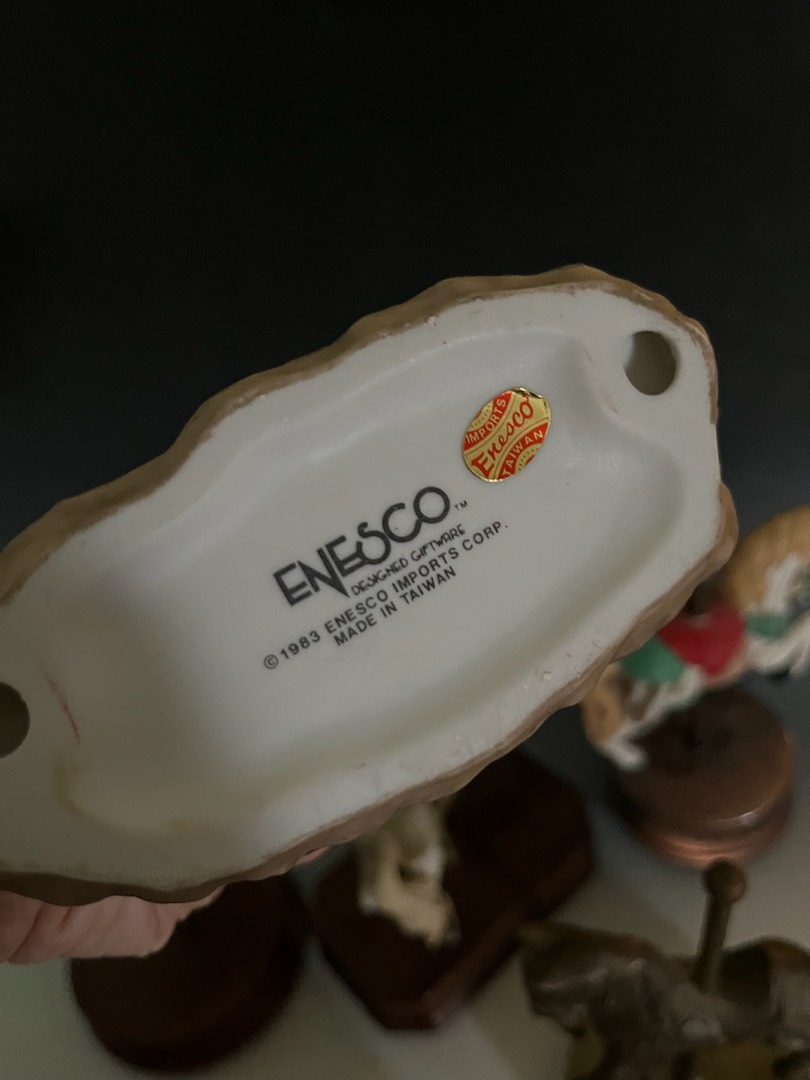 IMPORTS
Enesco
TAIWAN
ENESCO™
DESIGNED GIFTWARE
©1983 ENESCO IMPORTS CORP.
MADE IN TAIWAN